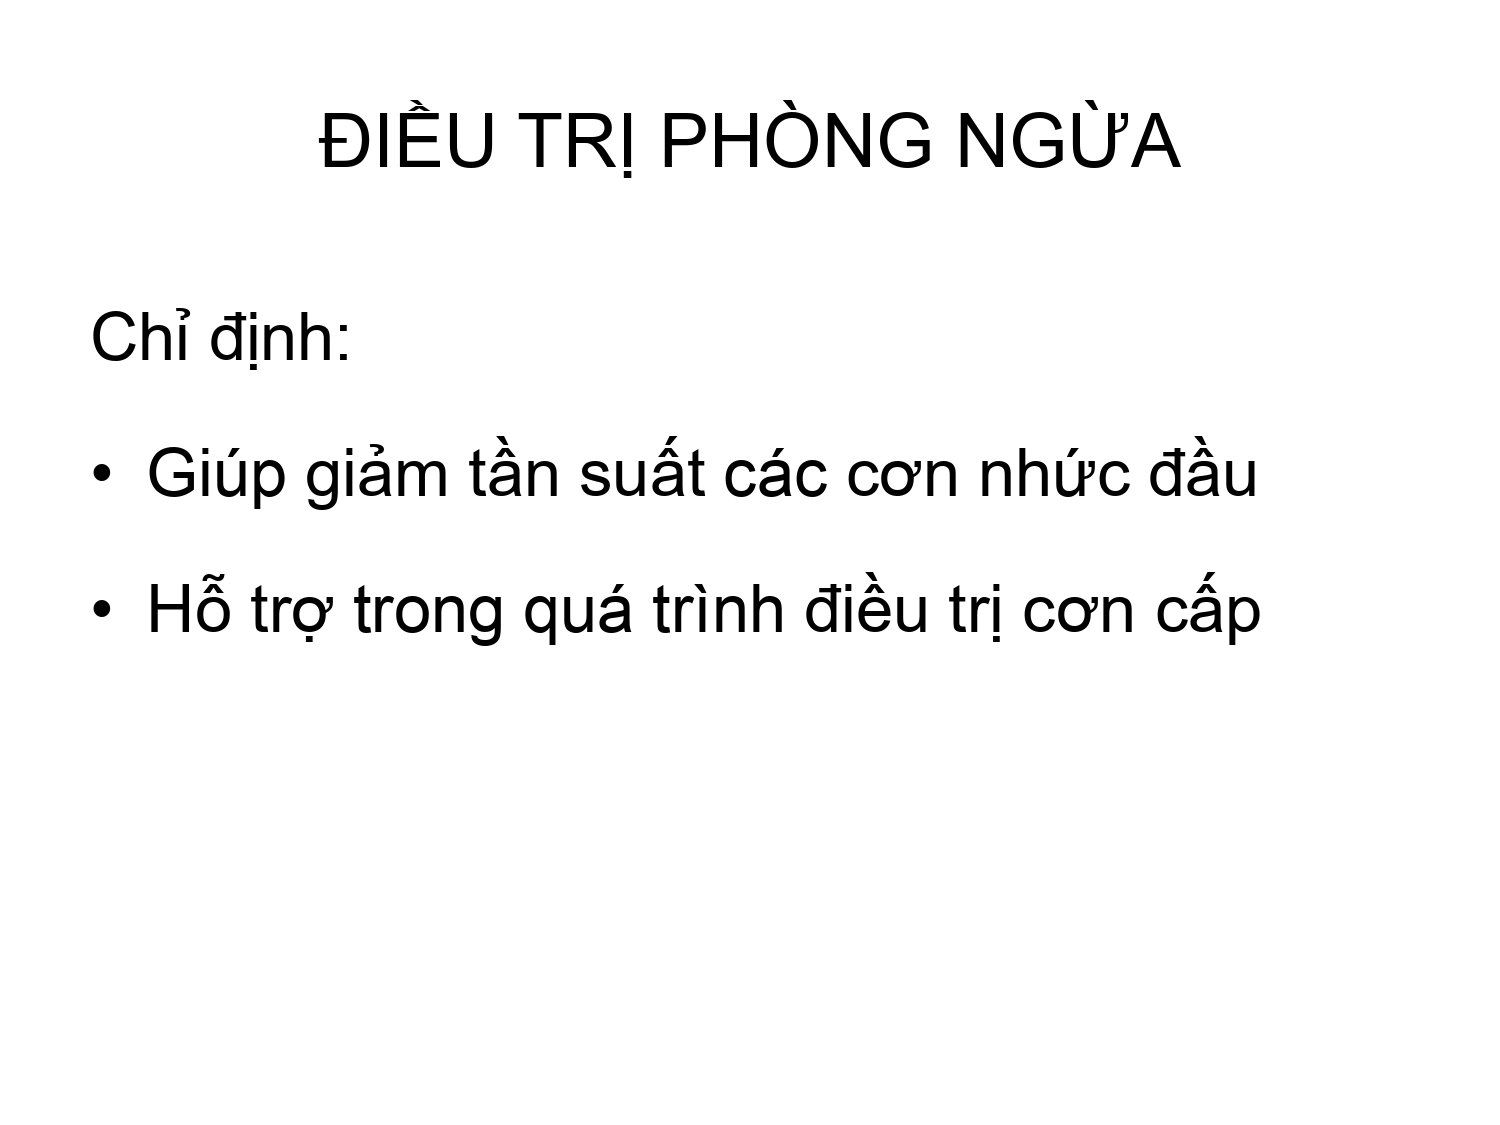 ĐIỀU TRỊ PHÒNG NGỪA
Chỉ định:
• Giúp giảm tần suất các cơn nhức đầu
• Hỗ trợ trong quá trình điều trị cơn cấp